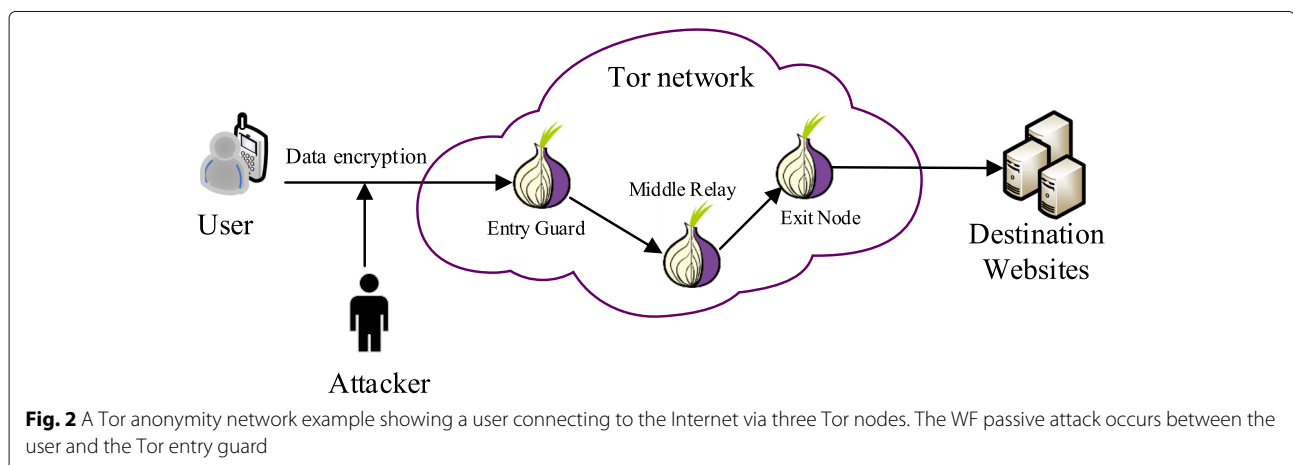 Tor network
Data encryption
Middle Relay
User
Entry Guard
Exit Node
Destination
Websites
Attacker
Fig. 2 A Tor anonymity network example showing a user connecting to the Internet via three Tor nodes. The WF passive attack occurs between the
user and the Tor entry guard